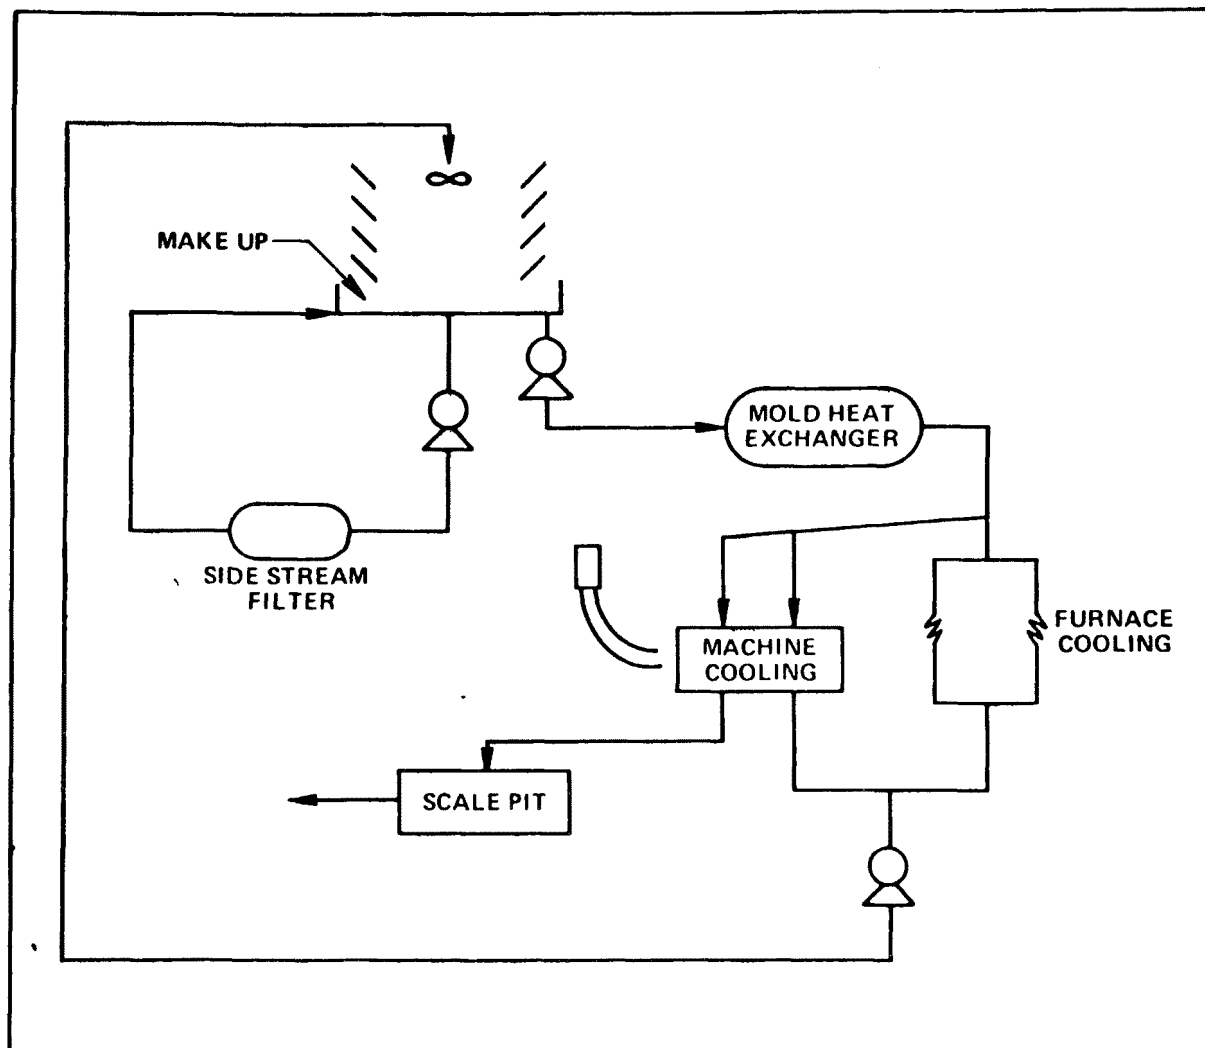 MAKE UP
MOLD HEAT
EXCHANGER
SIDE STREAM
FILTER
MACHINE
COOLING
FURNACE
COOLING
SCALE PIT